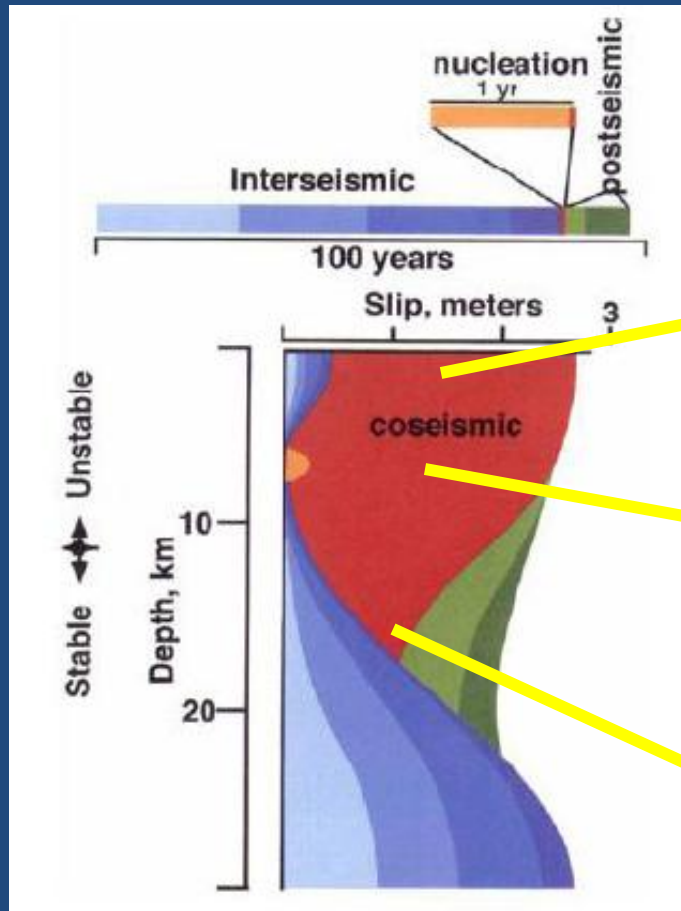 nucleation
1 yr
postseismic
Interseismic
100 years
Slip, meters
3
coseismic
Unstable
Stable
Depth, km
10
20